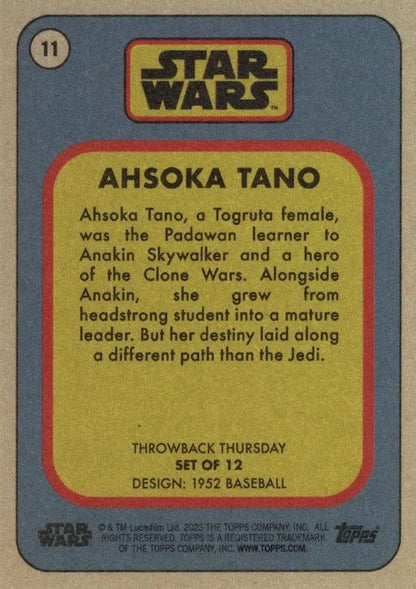 11
STAR
WARS™
AHSOKA TANO
Ahsoka Tano, a Togruta female,
was the Padawan learner to
Anakin Skywalker and a hero
of the Clone Wars. Alongside
Anakin, she grew from
headstrong student into a mature
leader. But her destiny laid along
a different path than the Jedi.
THROWBACK THURSDAY
SET OF 12
DESIGN: 1952 BASEBALL
STAR
WARS
© & TM Lucasfilm Ltd. 2023 THE TOPPS COMPANY, INC. ALL
RIGHTS RESERVED. TOPPS IS A REGISTERED TRADEMARK
OF THE TOPPS COMPANY, INC. WWW.TOPPS.COM.
Topps